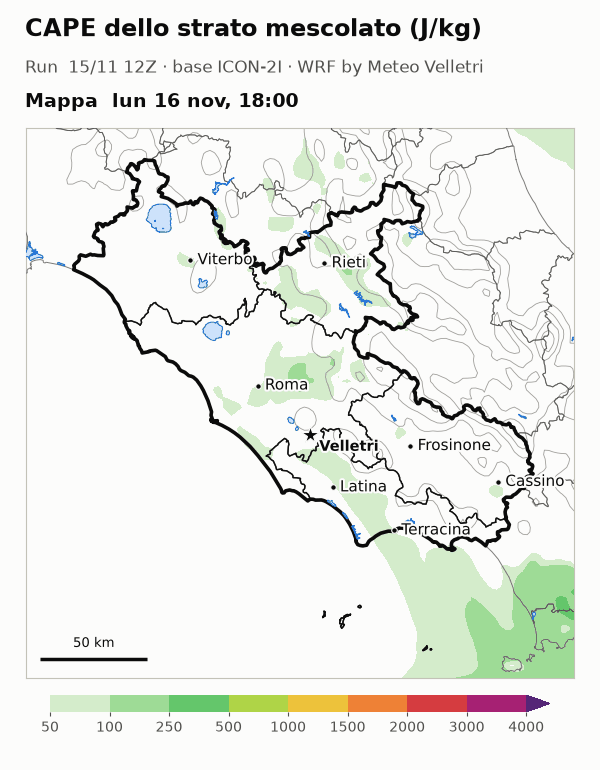 CAPE dello strato mescolato (J/kg)
Run  15/11 12Z · base ICON-2I · WRF by Meteo Velletri
Mappa  lun 16 nov, 18:00
Viterbo
Rieti
Roma
Velletri
Frosinone
Latina
Cassino
Terracina
50 km
50 100 250 500 1000 1500 2000 3000 4000